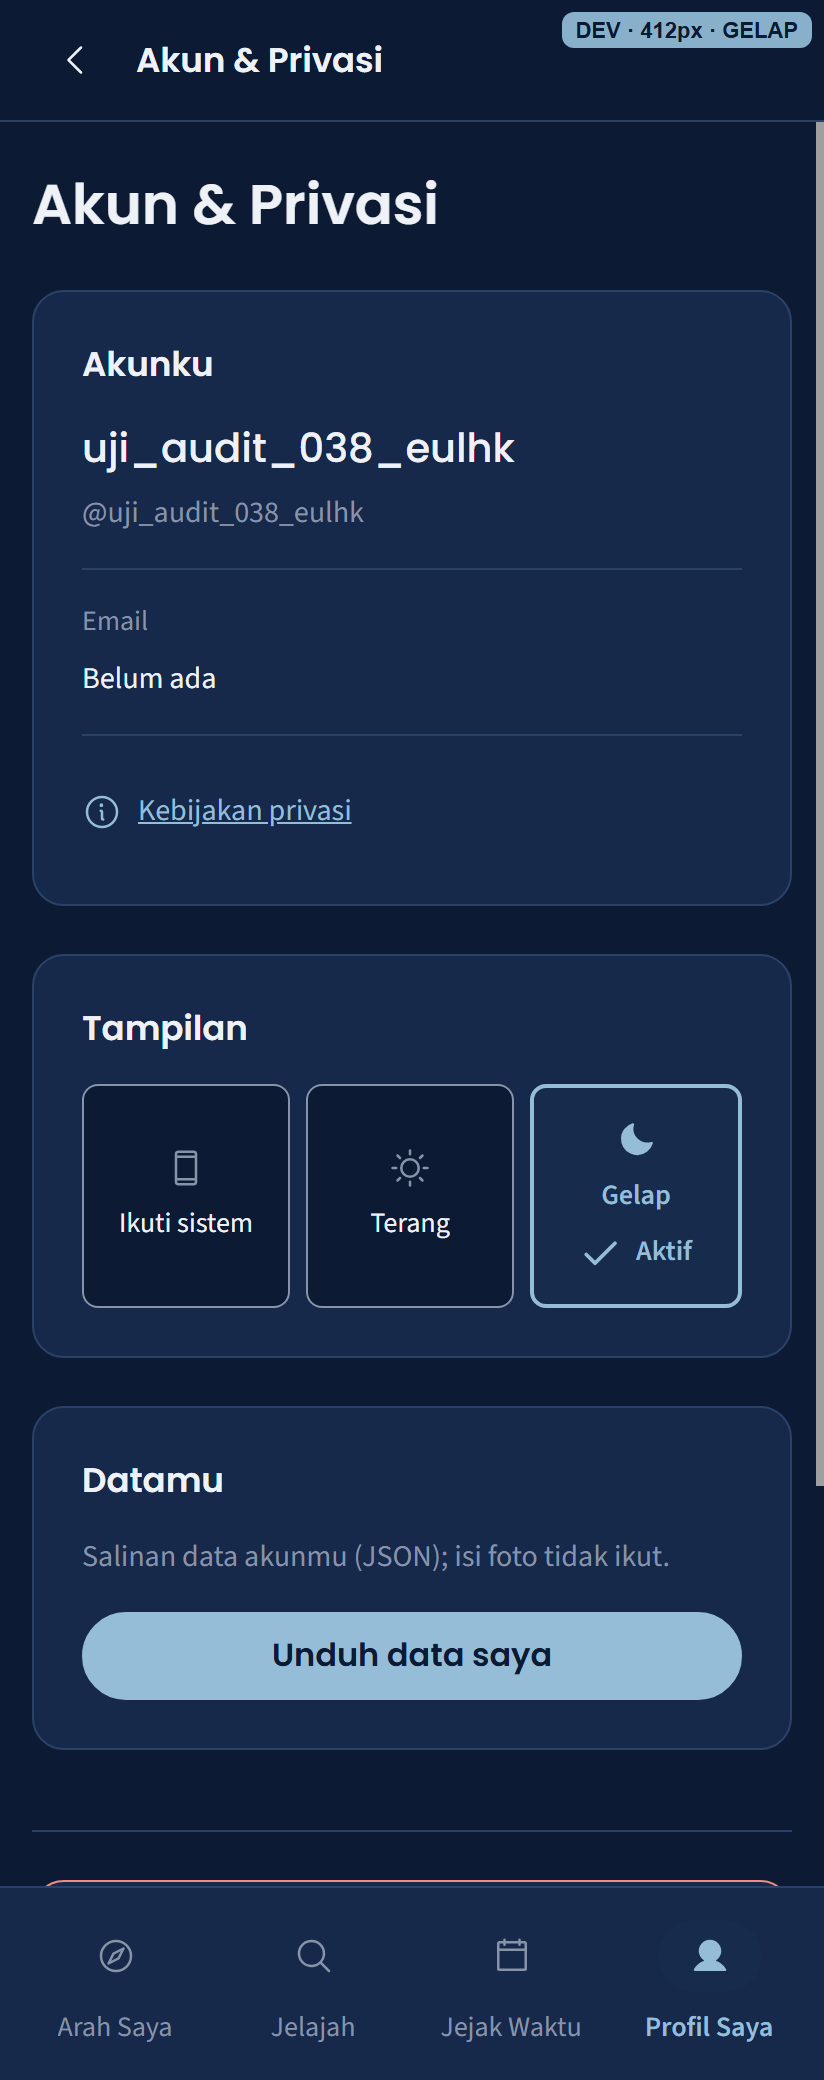 DEV · 412px · GELAP
Akun & Privasi
Akun & Privasi
Akunku
uji_audit_038_eulhk
@uji_audit_038_eulhk
Email
Belum ada
Kebijakan privasi
Tampilan
Ikuti sistem
Terang
Gelap
Aktif
Datamu
Salinan data akunmu (JSON); isi foto tidak ikut.
Unduh data saya
Arah Saya
Jelajah
Jejak Waktu
Profil Saya